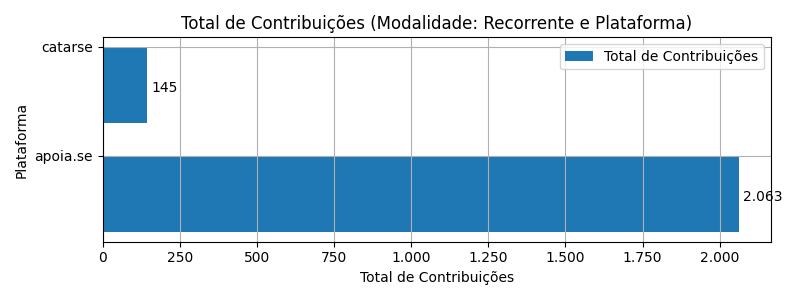 Total de Contribuições (Modalidade: Recorrente e Plataforma)
Total de Contribuições
catarse
145
Plataforma
apoia.se
2.063
0 250 500 750 1.000 1.250 1.500 1.750 2.000
Total de Contribuições